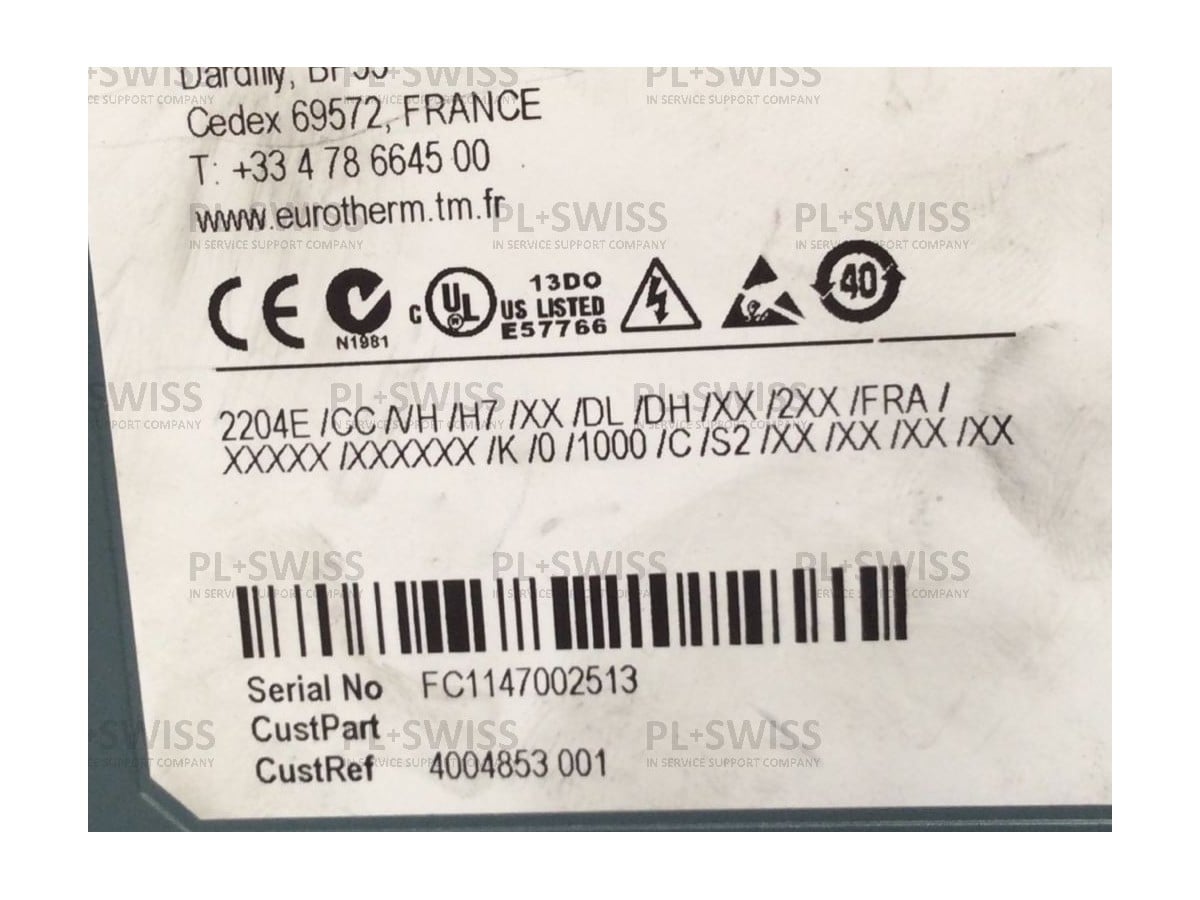 Dardilly, BP55
Cedex 69572, FRANCE
T: +33 4 78 6645 00
www.eurotherm.tm.fr
CE
N1981
C UL US LISTED
13DO
E57766
40
2204E /CC /VH /H7 /XX /DL /DH /XX /2XX /FRA /
XXXXX /XXXXXX /K /0 /1000 /C /S2 /XX /XX /XX /XX
Serial No FC1147002513
CustPart
CustRef 4004853 001
PL+SWISS
IN SERVICE SUPPORT COMPANY